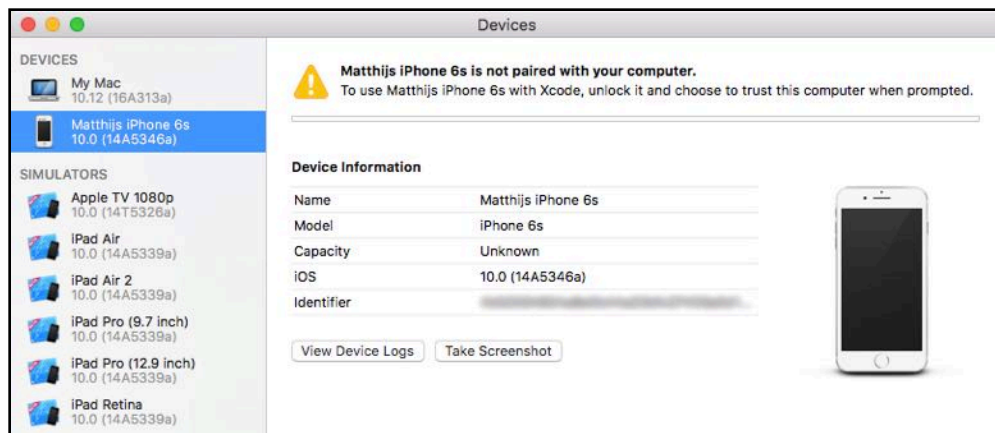 Devices
DEVICES
My Mac
10.12 (16A313a)
Matthijs iPhone 6s
10.0 (14A5346a)
SIMULATORS
Apple TV 1080p
10.0 (14T5326a)
iPad Air
10.0 (14A5339a)
iPad Air 2
10.0 (14A5339a)
iPad Pro (9.7 inch)
10.0 (14A5339a)
iPad Pro (12.9 inch)
10.0 (14A5339a)
iPad Retina
10.0 (14A5339a)
Matthijs iPhone 6s is not paired with your computer.
To use Matthijs iPhone 6s with Xcode, unlock it and choose to trust this computer when prompted.
Device Information
Name Matthijs iPhone 6s
Model iPhone 6s
Capacity Unknown
iOS 10.0 (14A5346a)
Identifier
View Device Logs Take Screenshot